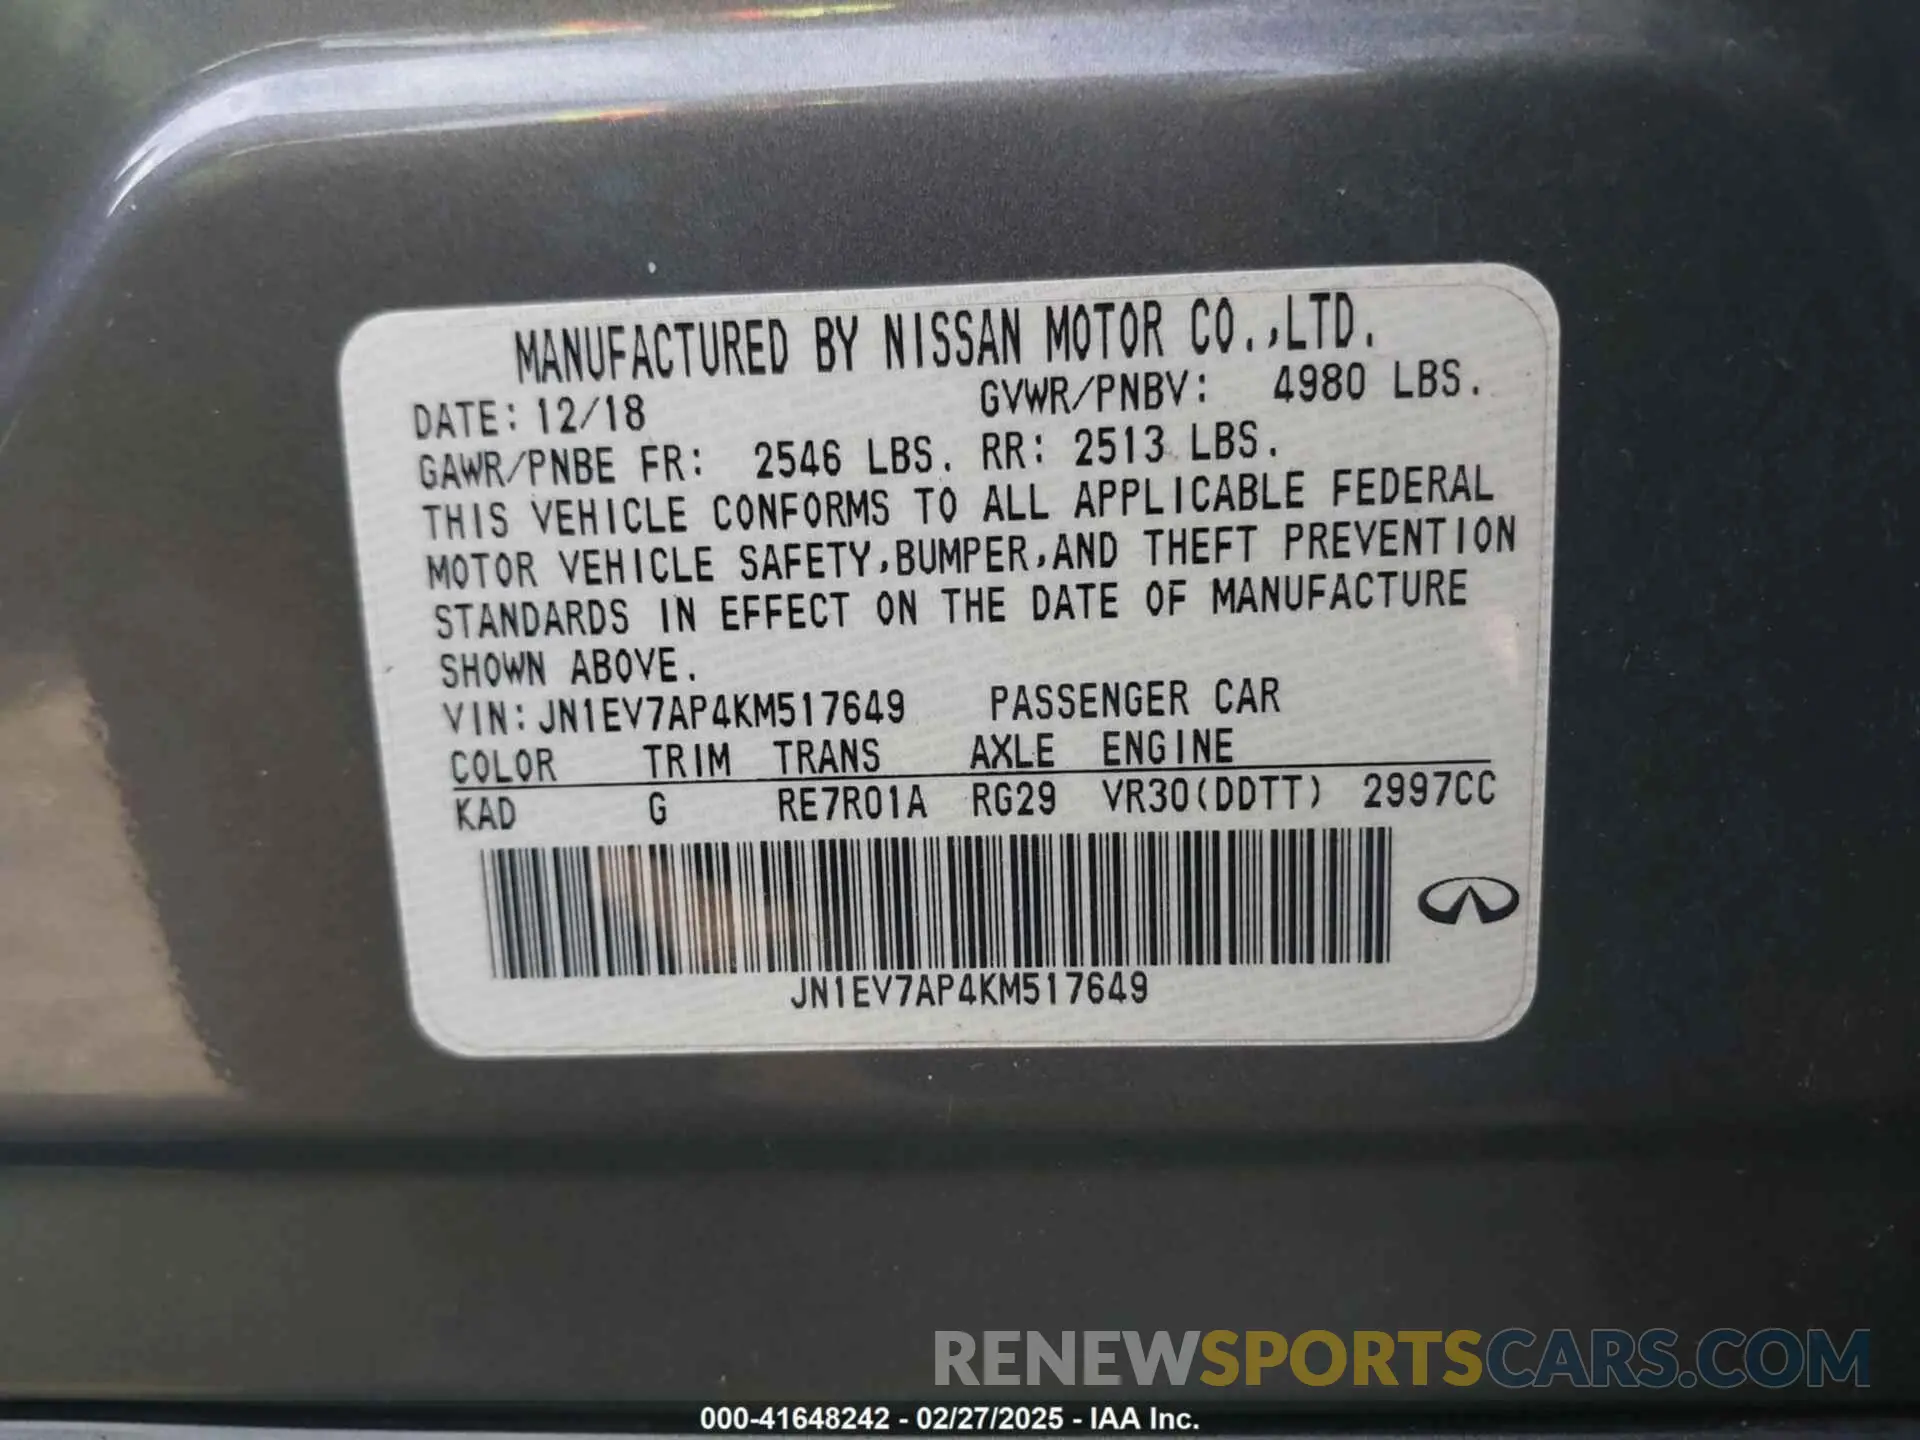 MANUFACTURED BY NISSAN MOTOR CO.,LTD.
DATE: 12/18 GVWR/PNBV: 4980 LBS.
GAWR/PNBE FR: 2546 LBS. RR: 2513 LBS.
THIS VEHICLE CONFORMS TO ALL APPLICABLE FEDERAL
MOTOR VEHICLE SAFETY,BUMPER,AND THEFT PREVENTION
STANDARDS IN EFFECT ON THE DATE OF MANUFACTURE
SHOWN ABOVE.
VIN: JN1EV7AP4KM517649 PASSENGER CAR
COLOR TRIM TRANS AXLE ENGINE
KAD G RE7R01A RG29 VR30(DDTT) 2997CC
JN1EV7AP4KM517649
RENEWSPORTSCARS.COM
000-41648242 - 02/27/2025 - IAA Inc.